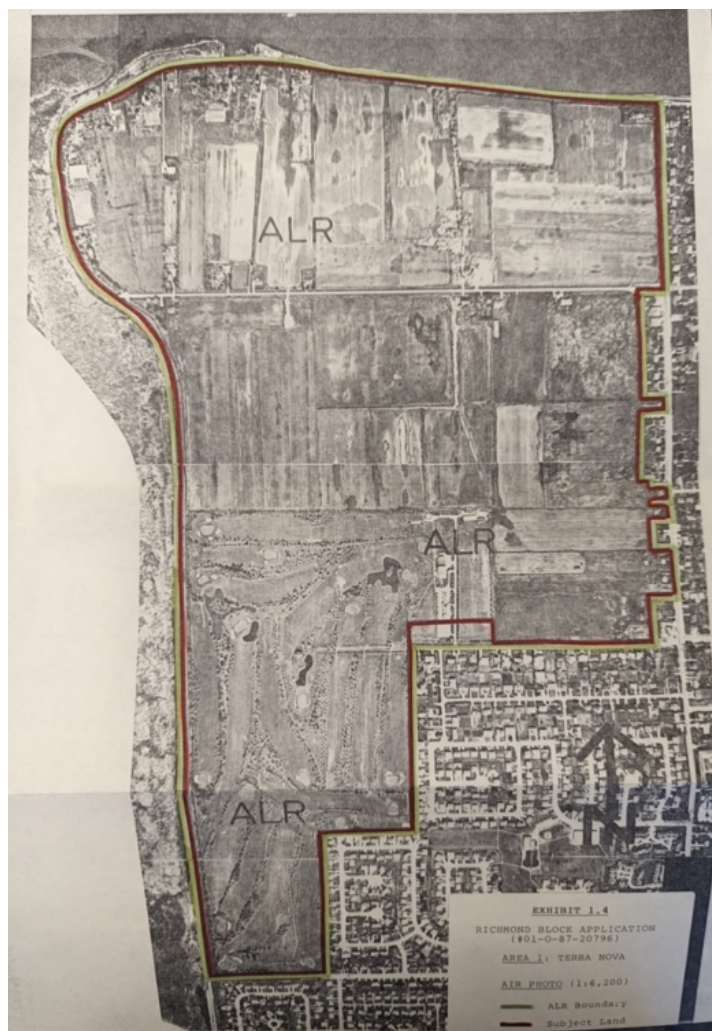 ALR
ALR
ALR
N
EXHIBIT 1.4
RICHMOND BLOCK APPLICATION
(#01-O-87-20796)
AREA 1: TERRA NOVA
AIR PHOTO (1:6,200)
ALR Boundary
Subject Land